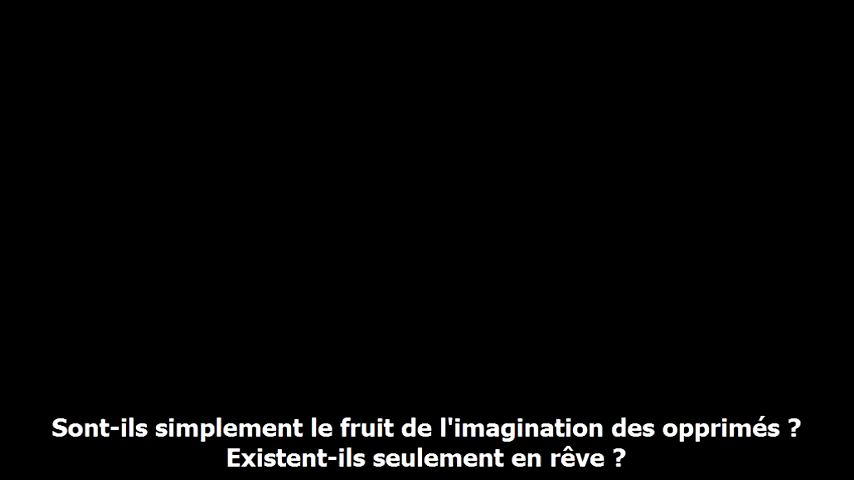 Sont-ils simplement le fruit de l'imagination des opprimés ?
Existent-ils seulement en rêve ?